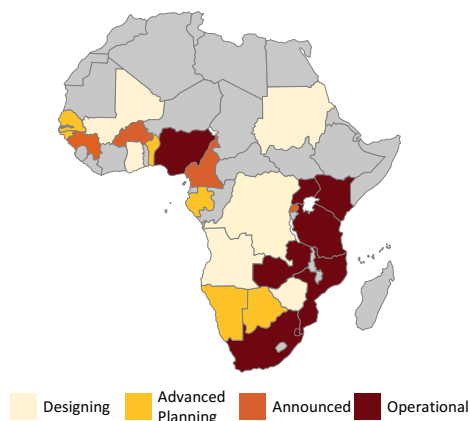 Designing
Advanced
Planning
Announced
Operational